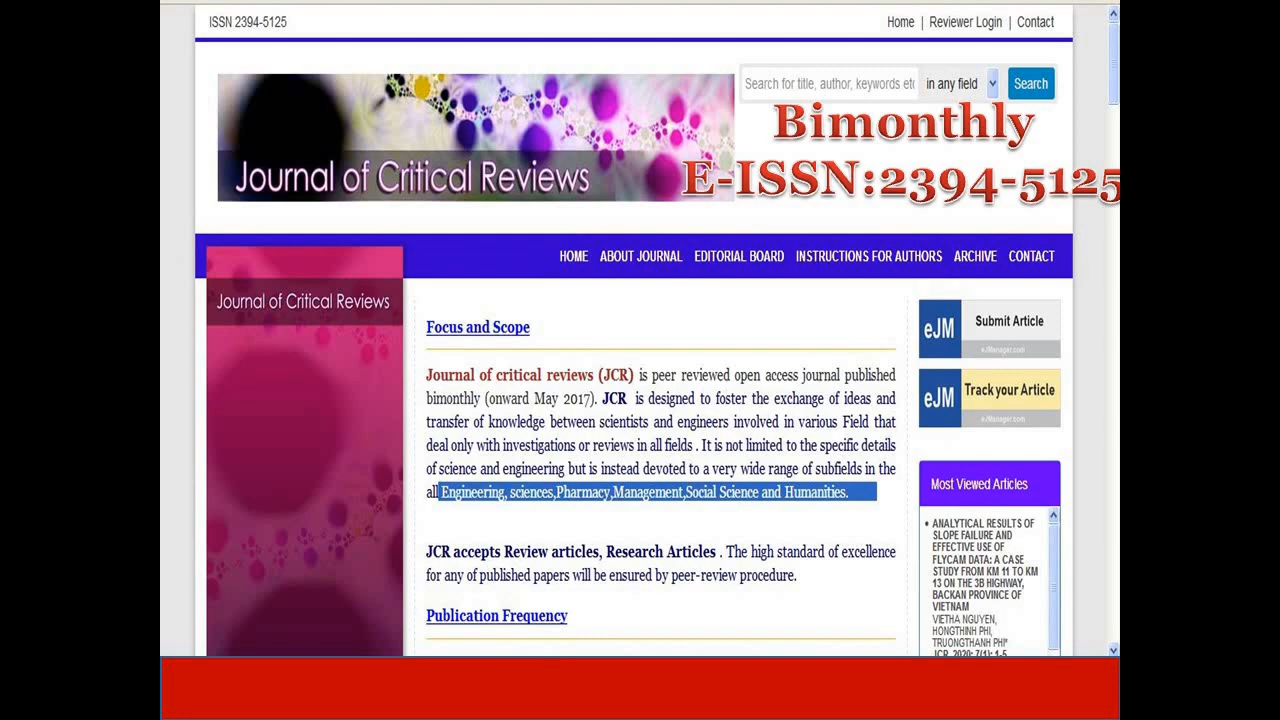 ISSN 2394-5125
Home | Reviewer Login | Contact
Search for title, author, keywords etc
in any field
Search
Bimonthly
E-ISSN:2394-5125
Journal of Critical Reviews
HOME ABOUT JOURNAL EDITORIAL BOARD INSTRUCTIONS FOR AUTHORS ARCHIVE CONTACT
Journal of Critical Reviews
Focus and Scope
Journal of critical reviews (JCR) is peer reviewed open access journal published
bimonthly (onward May 2017). JCR is designed to foster the exchange of ideas and
transfer of knowledge between scientists and engineers involved in various Field that
deal only with investigations or reviews in all fields . It is not limited to the specific details
of science and engineering but is instead devoted to a very wide range of subfields in the
all Engineering, sciences,Pharmacy,Management,Social Science and Humanities.
JCR accepts Review articles, Research Articles . The high standard of excellence
for any of published papers will be ensured by peer-review procedure.
Publication Frequency
eJM
Submit Article
eJManager.com
eJM
Track your Article
eJManager.com
Most Viewed Articles
• ANALYTICAL RESULTS OF
SLOPE FAILURE AND
EFFECTIVE USE OF
FLYCAM DATA: A CASE
STUDY FROM KM 11 TO KM
13 ON THE 3B HIGHWAY,
BACKAN PROVINCE OF
VIETNAM
VIETHA NGUYEN,
HONGTHINH PHI,
TRUONGTHANH PHI*
JCR. 2020; 7(1): 1-5